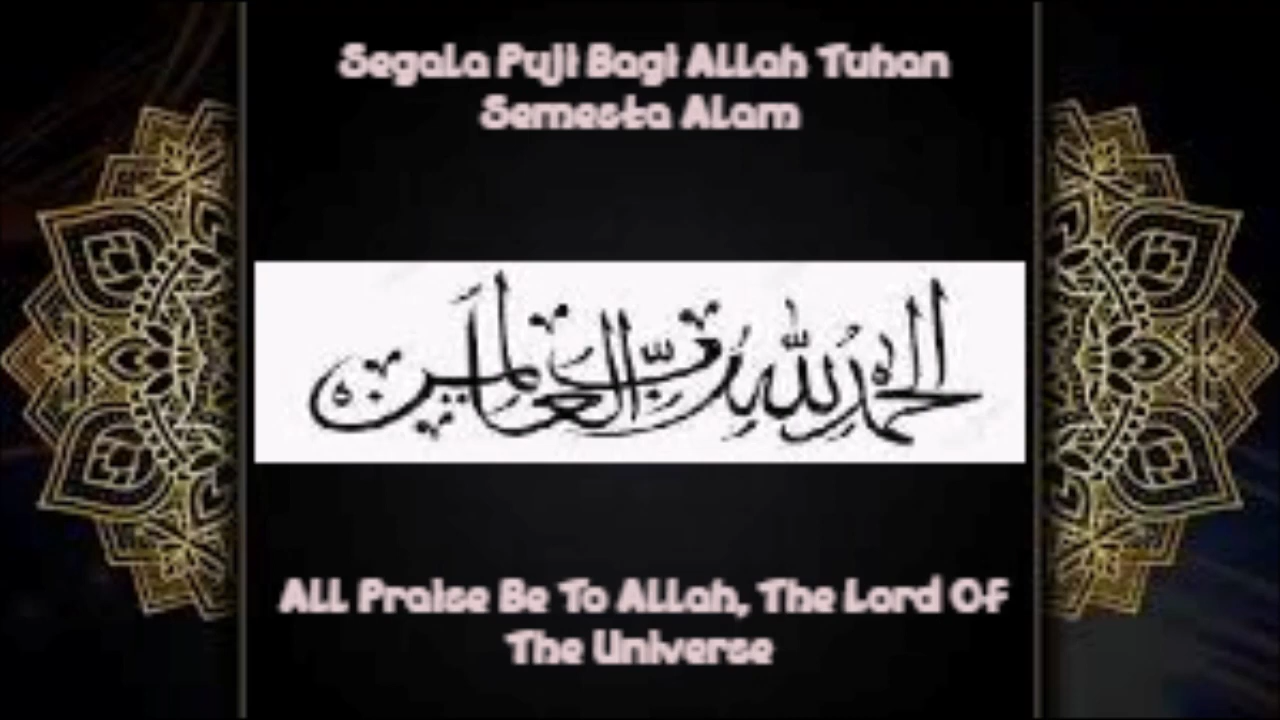 Segala Puji Bagi Allah Tuhan
Semesta Alam
الحمد لله رب العالمين
All Praise Be To Allah, The Lord Of
The Universe